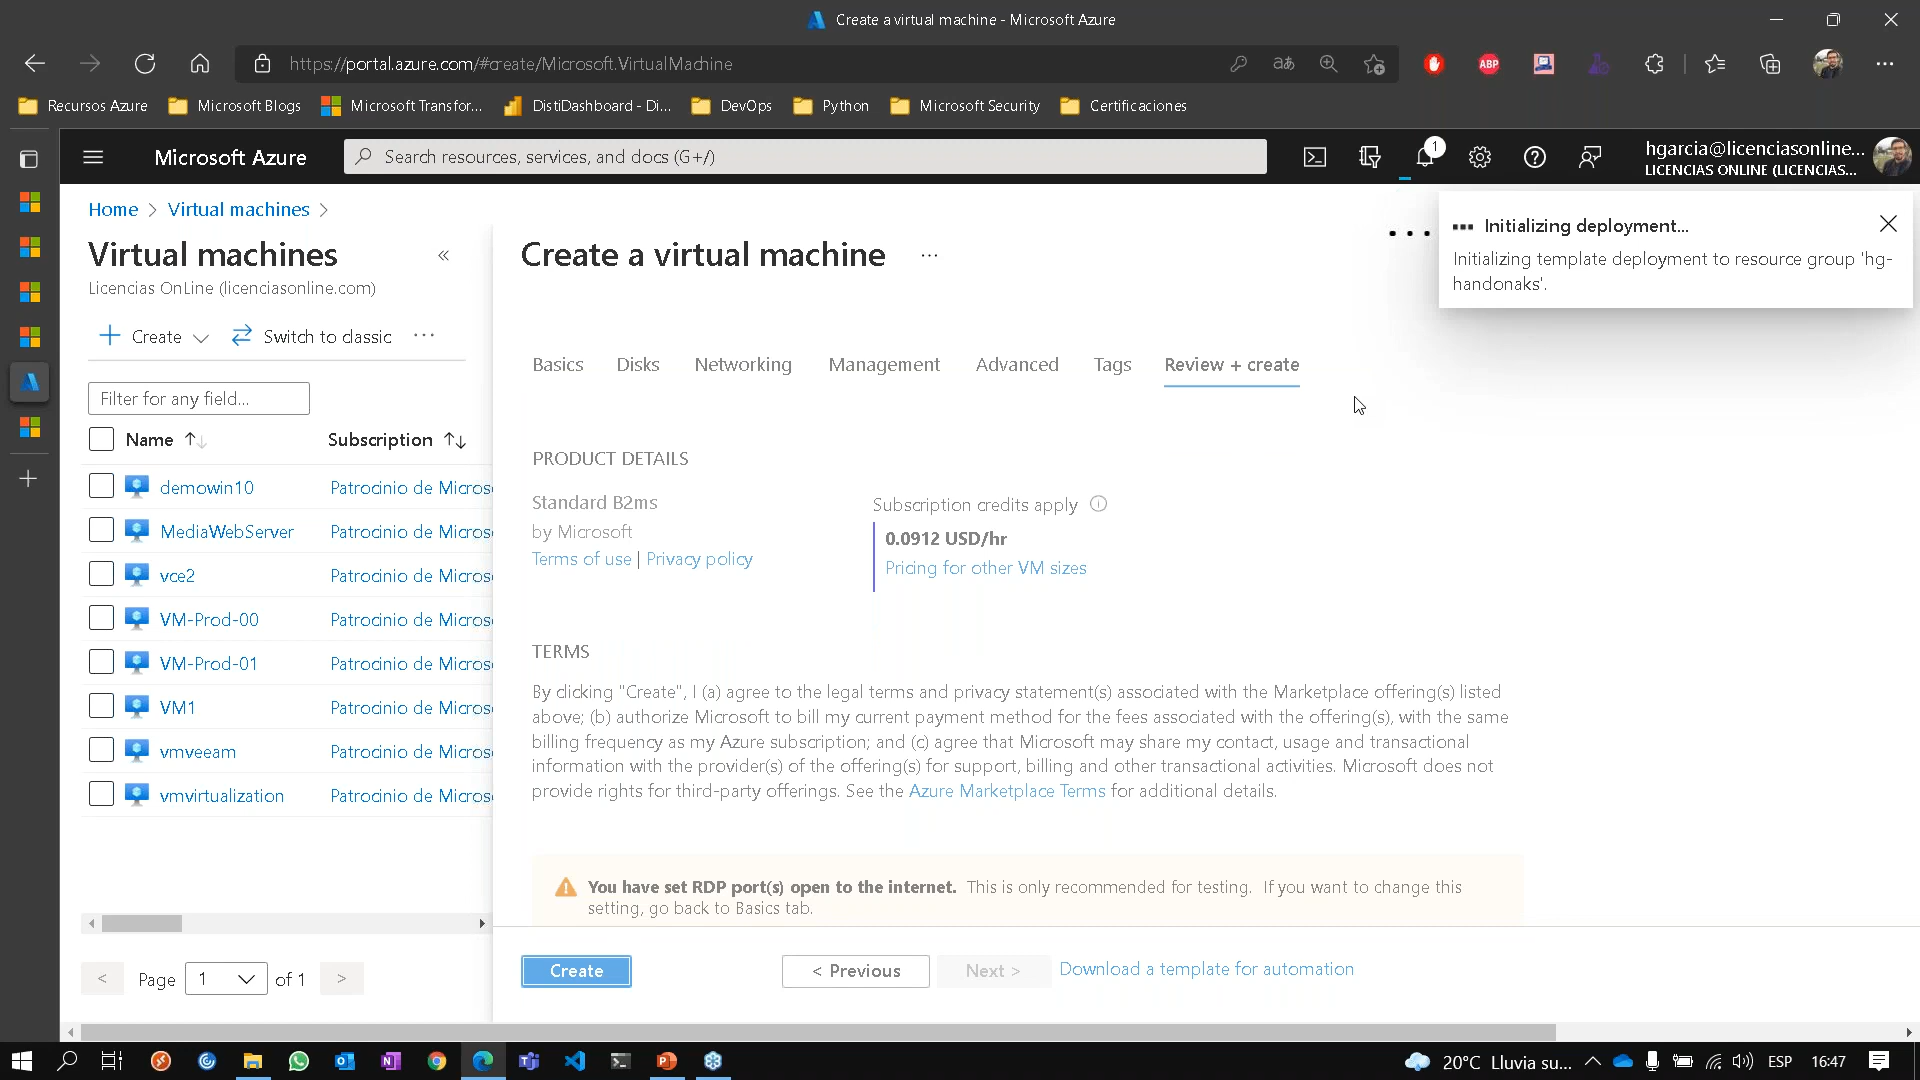 Create a virtual machine - Microsoft Azure
https://portal.azure.com/#create/Microsoft.VirtualMachine
aあ
ABP
Recursos Azure
Microsoft Blogs
Microsoft Transfor...
DistiDashboard - Di...
DevOps
Python
Microsoft Security
Certificaciones
Microsoft Azure
Search resources, services, and docs (G+/)
1
hgarcia@licenciasonline...
LICENCIAS ONLINE (LICENCIAS...
Home > Virtual machines >
Virtual machines
Licencias OnLine (licenciasonline.com)
Create
Switch to classic
Filter for any field...
Name
Subscription
demowin10
Patrocinio de Micros
MediaWebServer
Patrocinio de Micros
vce2
Patrocinio de Micros
VM-Prod-00
Patrocinio de Micros
VM-Prod-01
Patrocinio de Micros
VM1
Patrocinio de Micros
vmveeam
Patrocinio de Micros
vmvirtualization
Patrocinio de Micros
< Page 1 of 1 >
Create a virtual machine ...
Initializing deployment...
Initializing template deployment to resource group 'hg-
handonaks'.
Basics
Disks
Networking
Management
Advanced
Tags
Review + create
PRODUCT DETAILS
Standard B2ms
by Microsoft
Terms of use | Privacy policy
Subscription credits apply
0.0912 USD/hr
Pricing for other VM sizes
TERMS
By clicking "Create", I (a) agree to the legal terms and privacy statement(s) associated with the Marketplace offering(s) listed
above; (b) authorize Microsoft to bill my current payment method for the fees associated with the offering(s), with the same
billing frequency as my Azure subscription; and (c) agree that Microsoft may share my contact, usage and transactional
information with the provider(s) of the offering(s) for support, billing and other transactional activities. Microsoft does not
provide rights for third-party offerings. See the Azure Marketplace Terms for additional details.
You have set RDP port(s) open to the internet. This is only recommended for testing. If you want to change this
setting, go back to Basics tab.
Create
< Previous
Next >
Download a template for automation
20°C Lluvia su...
ESP
16:47